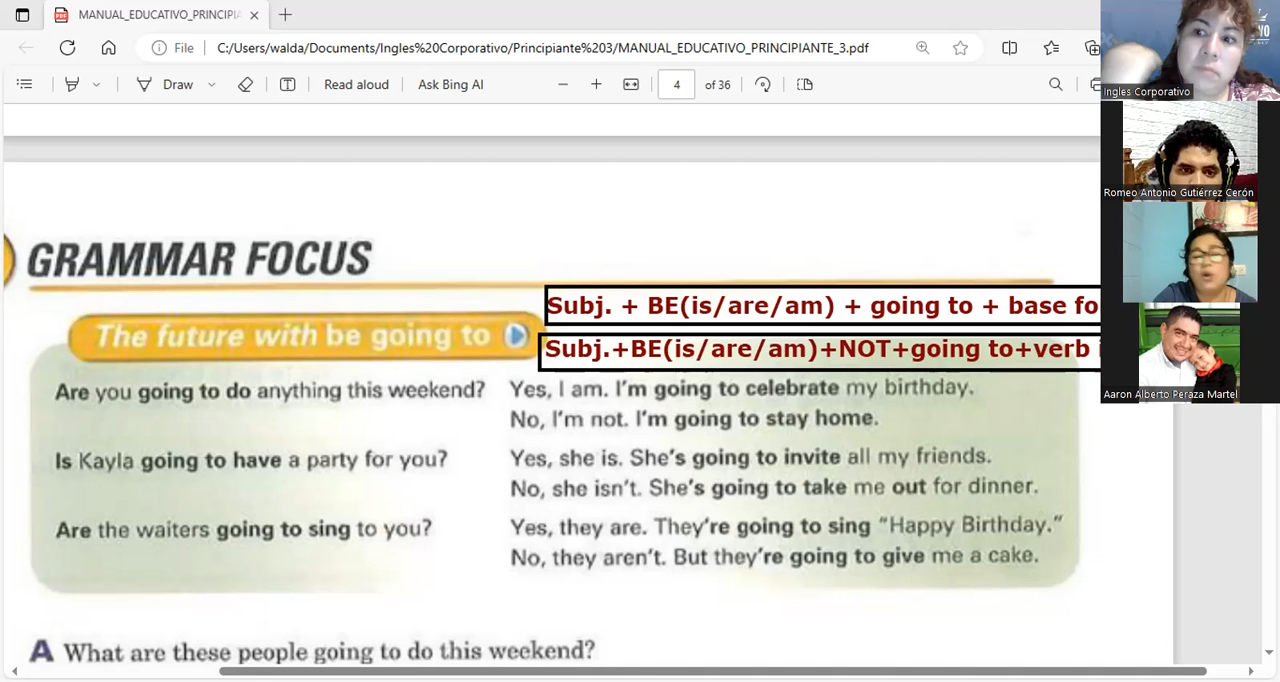 MANUAL_EDUCATIVO_PRINCIPIA
File
C:/Users/walda/Documents/Ingles%20Corporativo/Principiante%203/MANUAL_EDUCATIVO_PRINCIPIANTE_3.pdf
Draw
Read aloud
Ask Bing AI
4 of 36
Ingles Corporativo
Romeo Antonio Gutiérrez Cerón
Aaron Alberto Peraza Martel
GRAMMAR FOCUS
Subj. + BE(is/are/am) + going to + base fo
The future with be going to
Subj.+BE(is/are/am)+NOT+going to+verb i
Are you going to do anything this weekend?
Yes, I am. I'm going to celebrate my birthday.
No, I'm not. I'm going to stay home.
Is Kayla going to have a party for you?
Yes, she is. She's going to invite all my friends.
No, she isn't. She's going to take me out for dinner.
Are the waiters going to sing to you?
Yes, they are. They're going to sing “Happy Birthday.”
No, they aren't. But they're going to give me a cake.
A What are these people going to do this weekend?